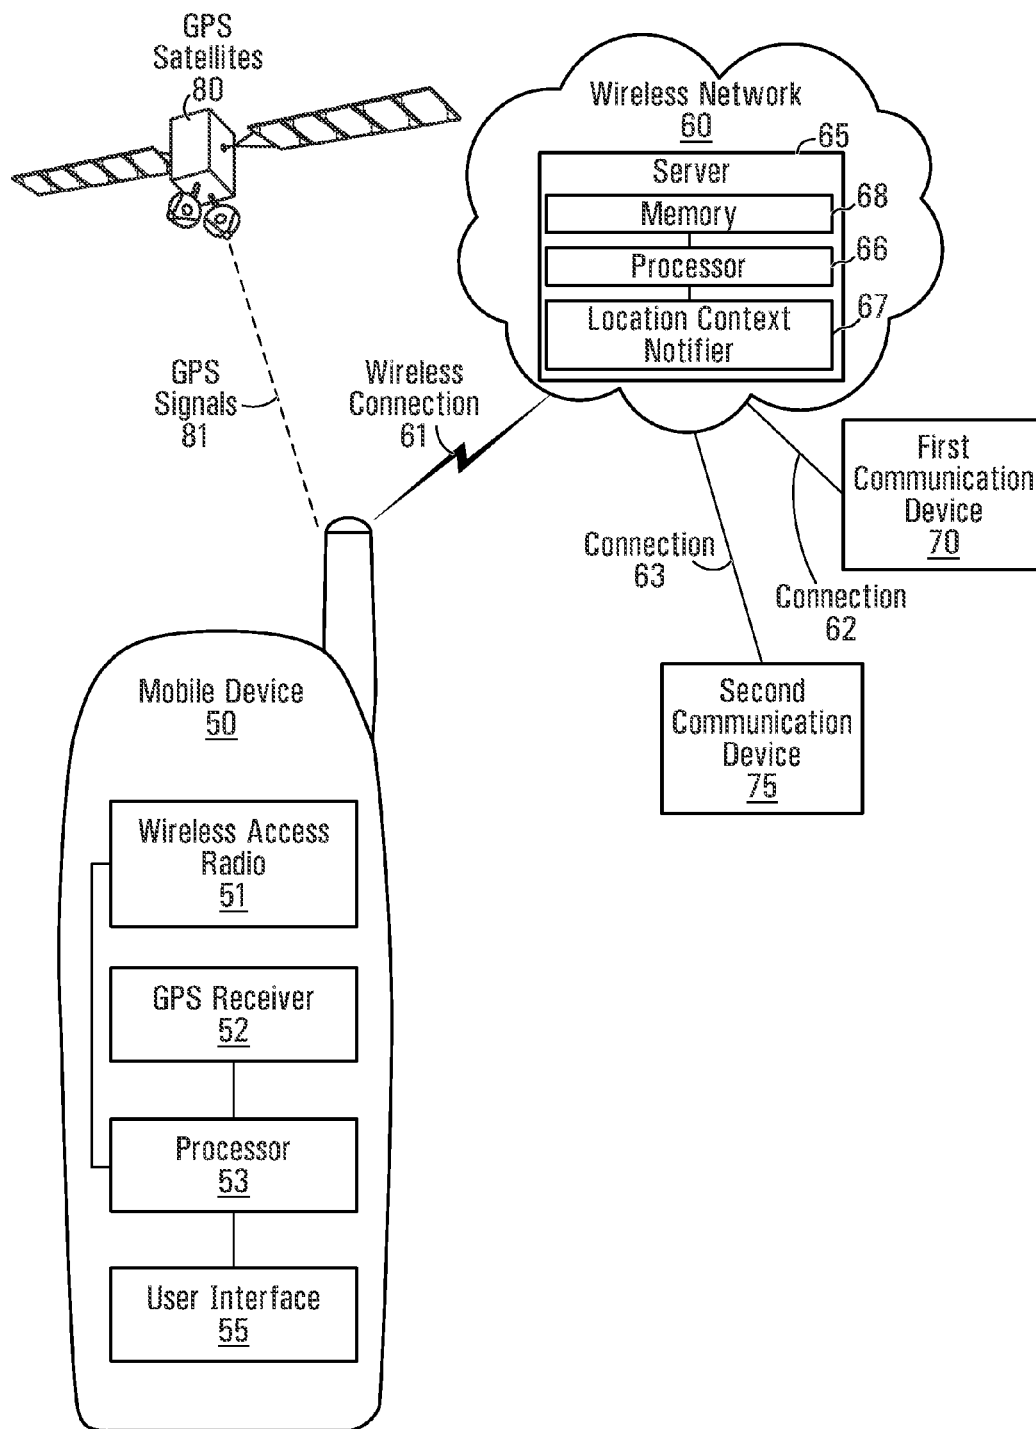 GPS
Satellites
80
Wireless Network
60
65
Server
Memory
68
Processor
66
Location Context
Notifier
67
GPS
Signals
81
Wireless
Connection
61
First
Communication
Device
70
Connection
63
Connection
62
Second
Communication
Device
75
Mobile Device
50
Wireless Access
Radio
51
GPS Receiver
52
Processor
53
User Interface
55